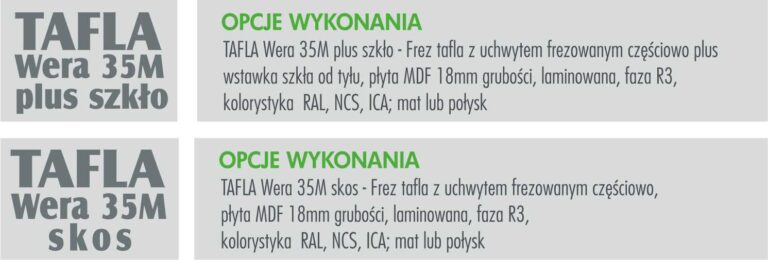 TAFLA
Wera 35M
plus szkło
OPCJE WYKONANIA
TAFLA Wera 35M plus szkło - Frez tafla z uchwytem frezowanym częściowo plus
wstawka szkła od tyłu, płyta MDF 18mm grubości, laminowana, faza R3,
kolorystyka RAL, NCS, ICA; mat lub połysk
TAFLA
Wera 35M
skos
OPCJE WYKONANIA
TAFLA Wera 35M skos - Frez tafla z uchwytem frezowanym częściowo,
płyta MDF 18mm grubości, laminowana, faza R3,
kolorystyka RAL, NCS, ICA; mat lub połysk